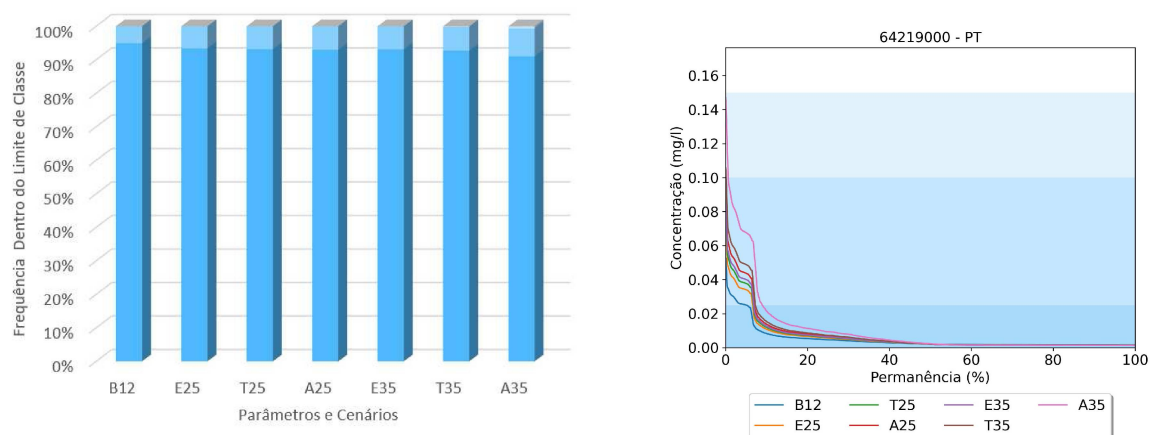 Frequência Dentro do Limite de Classe
100%
90%
80%
70%
60%
50%
40%
30%
20%
10%
0%
B12 E25 T25 A25 E35 T35 A35
Parâmetros e Cenários
64219000 - PT
Concentração (mg/l)
0.16
0.14
0.12
0.10
0.08
0.06
0.04
0.02
0.00
0 20 40 60 80 100
Permanência (%)
B12 T25 E35 A35
E25 A25 T35